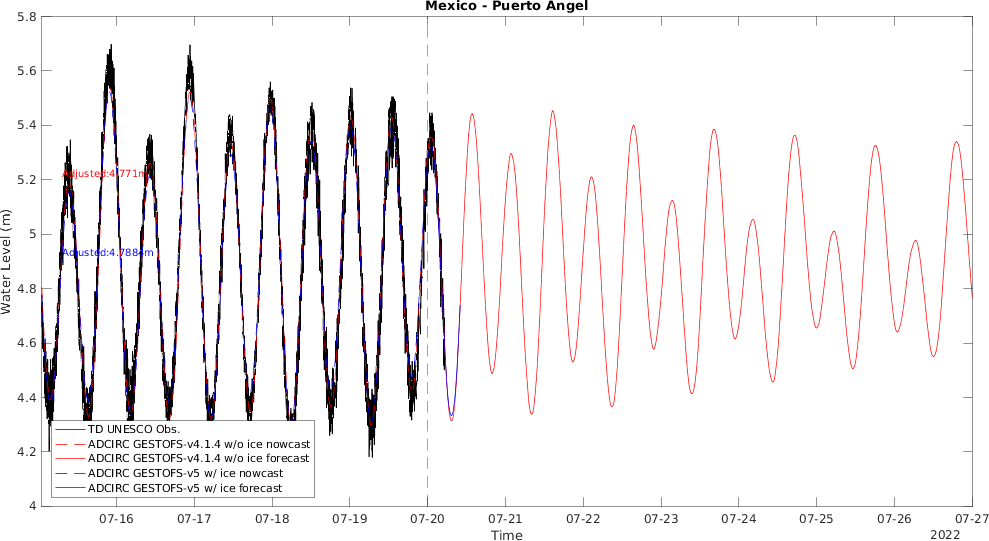 Mexico - Puerto Angel
Water Level (m)
5.8
5.6
5.4
5.2
5
4.8
4.6
4.4
4.2
4
Adjusted:4.771m
Adjusted:4.7884m
TD UNESCO Obs.
ADCIRC GESTOFS-v4.1.4 w/o ice nowcast
ADCIRC GESTOFS-v4.1.4 w/o ice forecast
ADCIRC GESTOFS-v5 w/ ice nowcast
ADCIRC GESTOFS-v5 w/ ice forecast
07-16 07-17 07-18 07-19 07-20 07-21 07-22 07-23 07-24 07-25 07-26 07-27
Time
2022